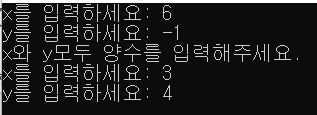 x를 입력하세요: 6
y를 입력하세요: -1
x와 y모두 양수를 입력해주세요.
x를 입력하세요: 3
y를 입력하세요: 4